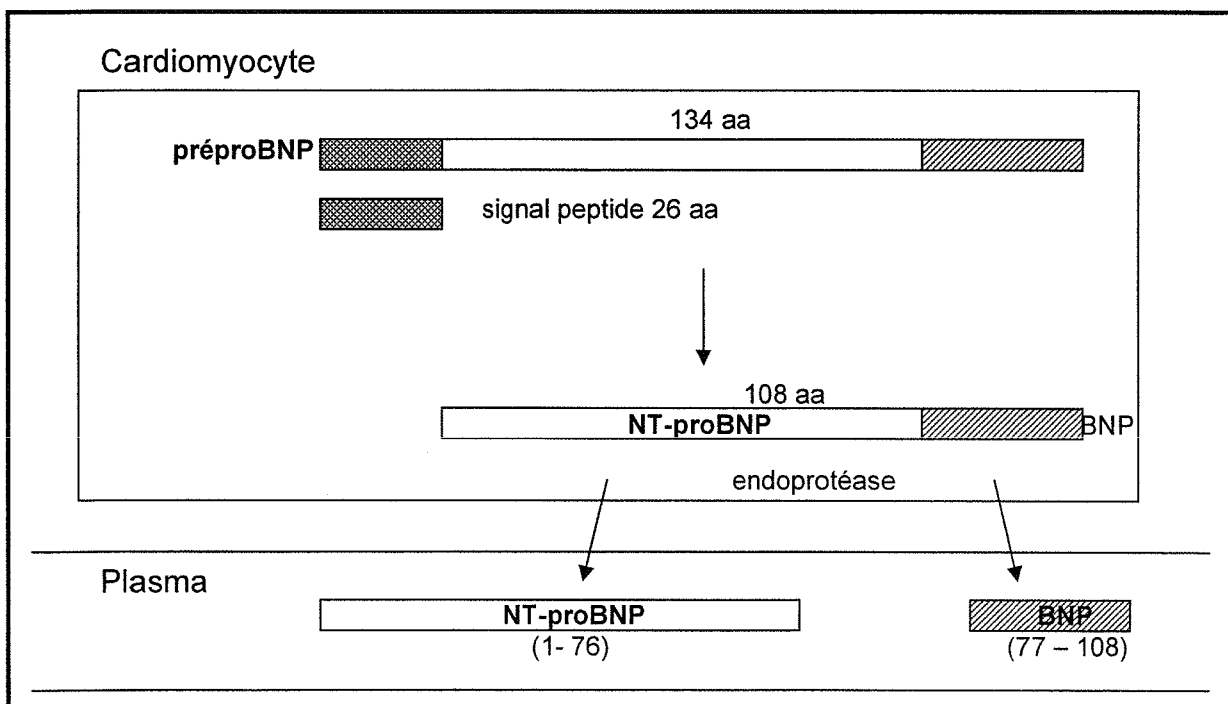 Cardiomyocyte
134 aa
préproBNP
signal peptide 26 aa
108 aa
NT-proBNP
BNP
endoprotéase
Plasma
NT-proBNP
BNP
(1- 76)
(77 – 108)